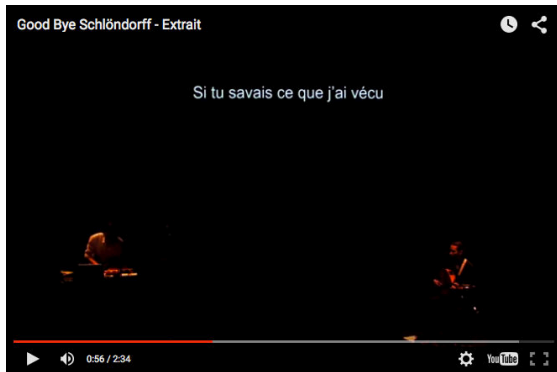 Good Bye Schlöndorff - Extrait
Si tu savais ce que j'ai vécu
0:56 / 2:34
YouTube